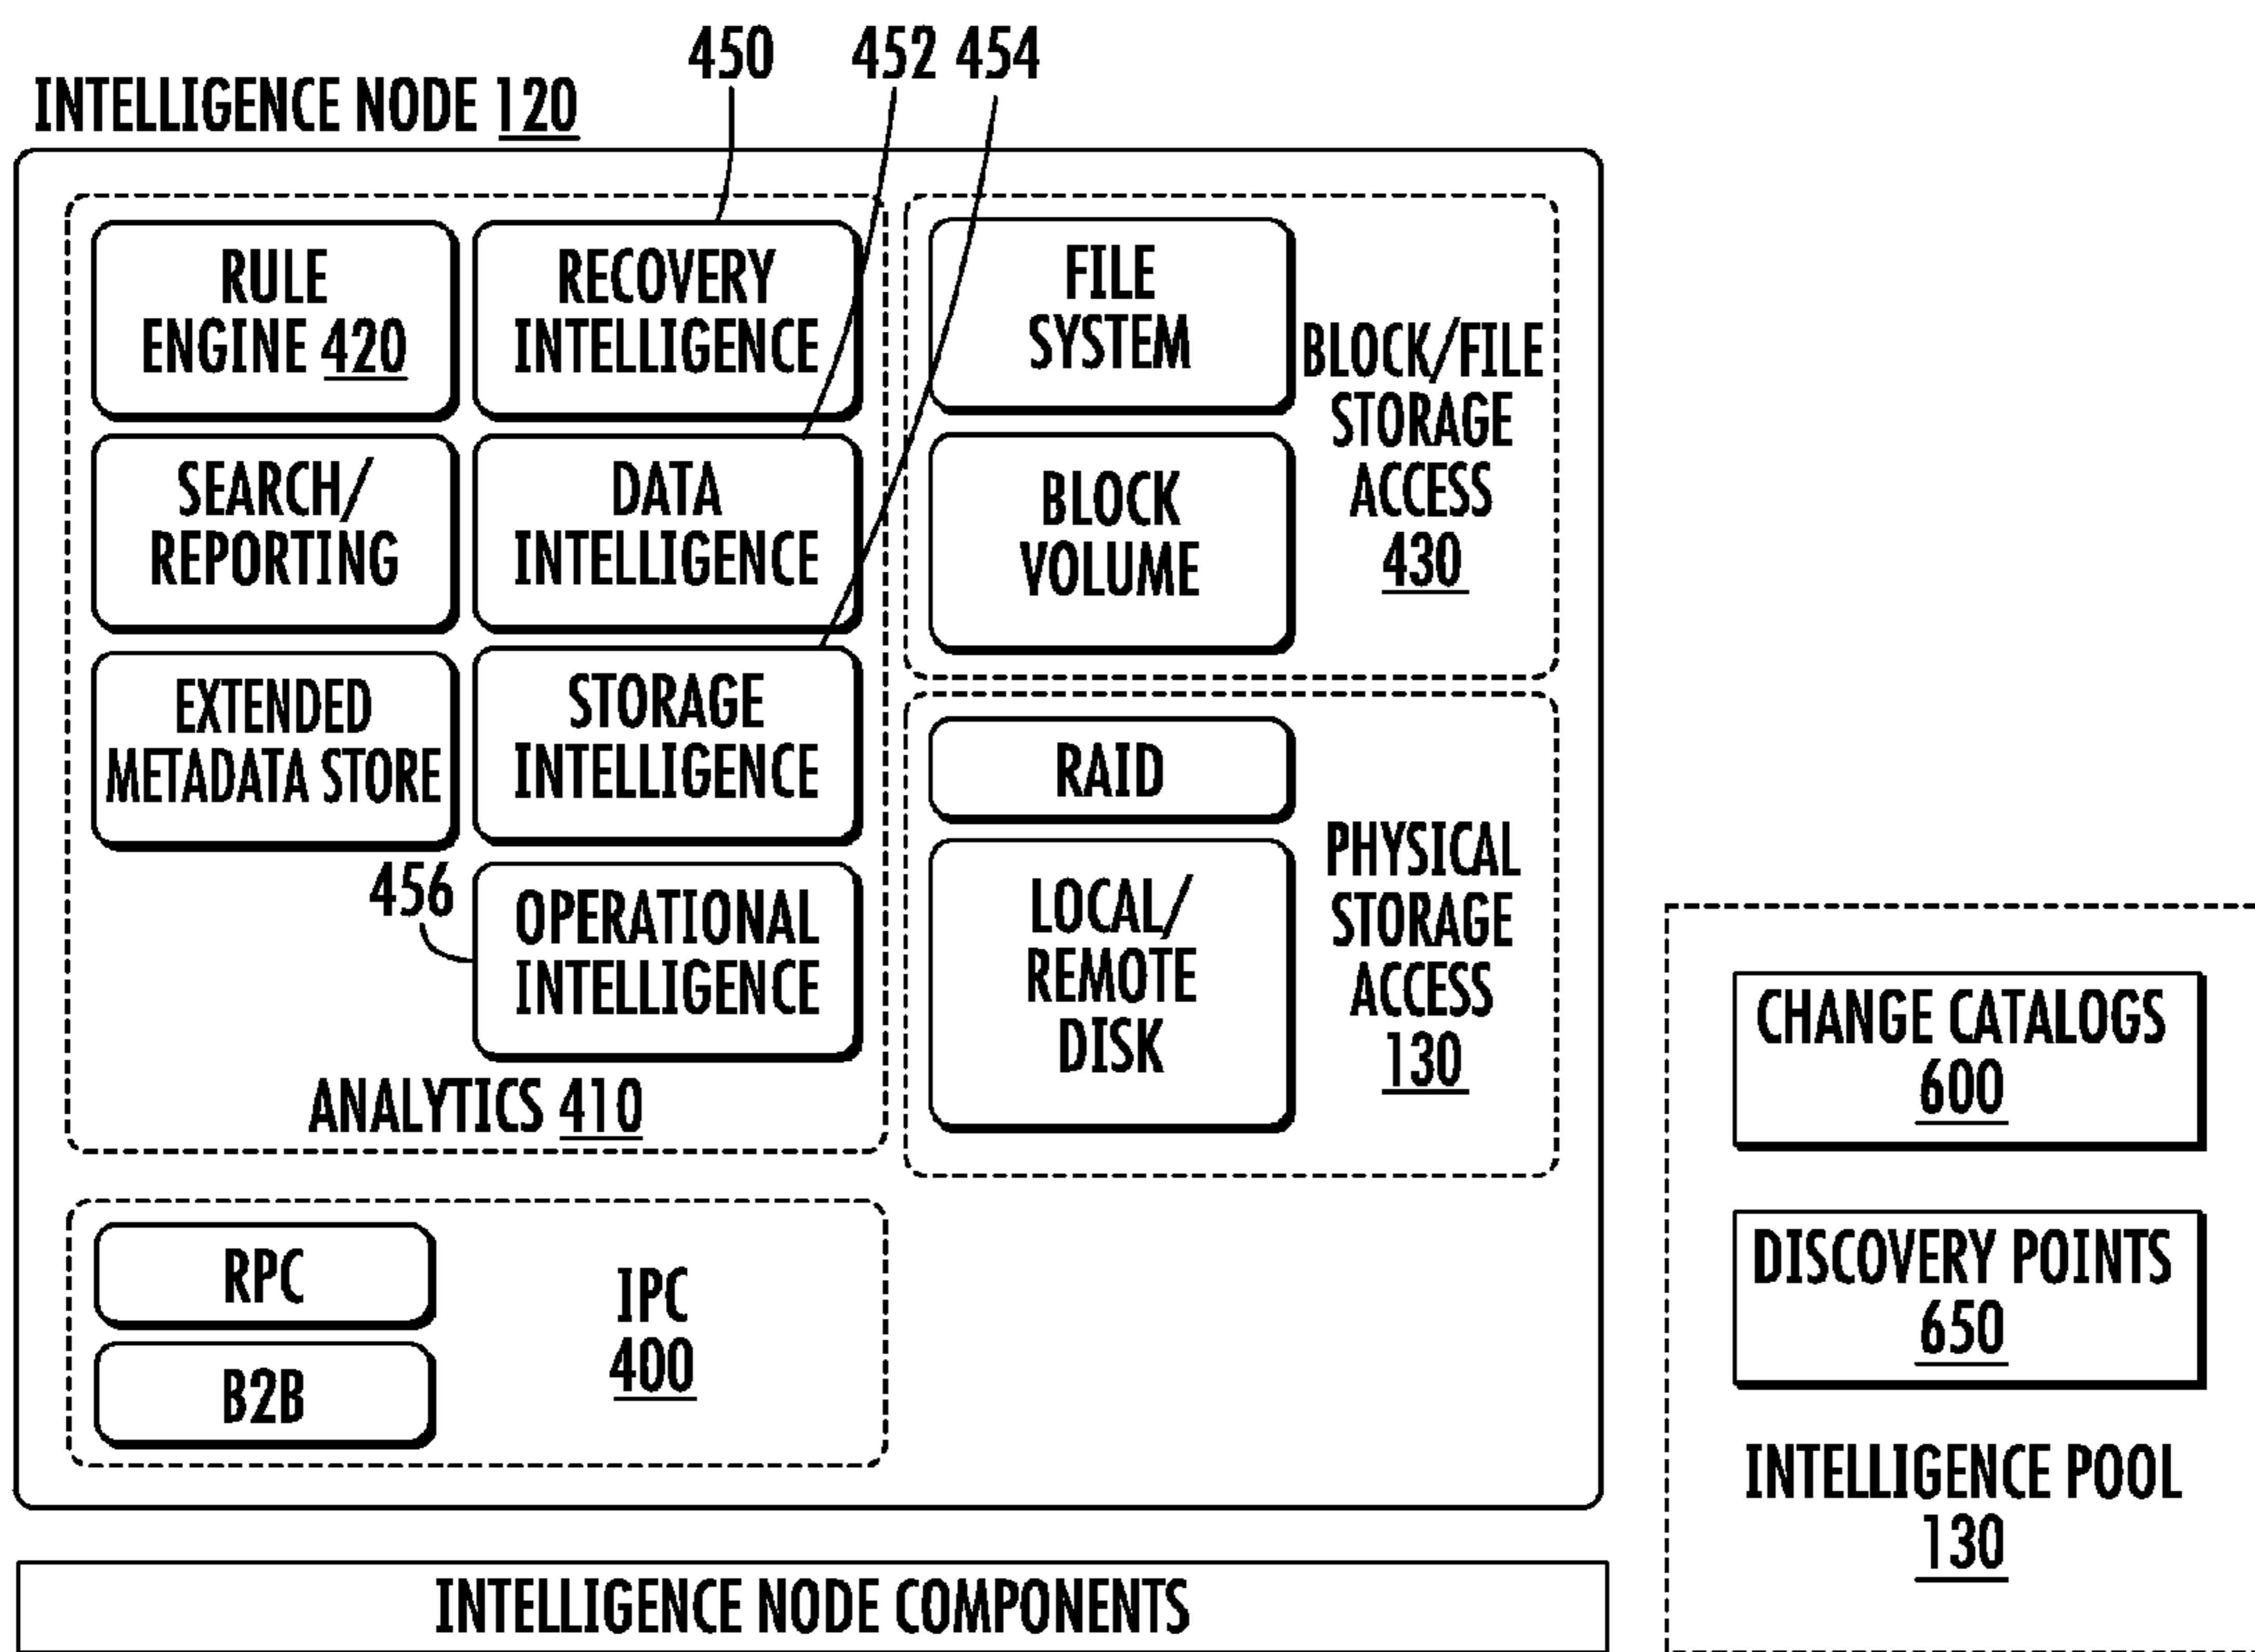 450
452
454
INTELLIGENCE NODE 120
RULE
ENGINE 420
RECOVERY
INTELLIGENCE
SEARCH/
REPORTING
DATA
INTELLIGENCE
EXTENDED
METADATA STORE
STORAGE
INTELLIGENCE
456
OPERATIONAL
INTELLIGENCE
ANALYTICS 410
FILE
SYSTEM
BLOCK
VOLUME
BLOCK/FILE
STORAGE
ACCESS
430
RAID
LOCAL/
REMOTE
DISK
PHYSICAL
STORAGE
ACCESS
130
RPC
B2B
IPC
400
INTELLIGENCE NODE COMPONENTS
CHANGE CATALOGS
600
DISCOVERY POINTS
650
INTELLIGENCE POOL
130